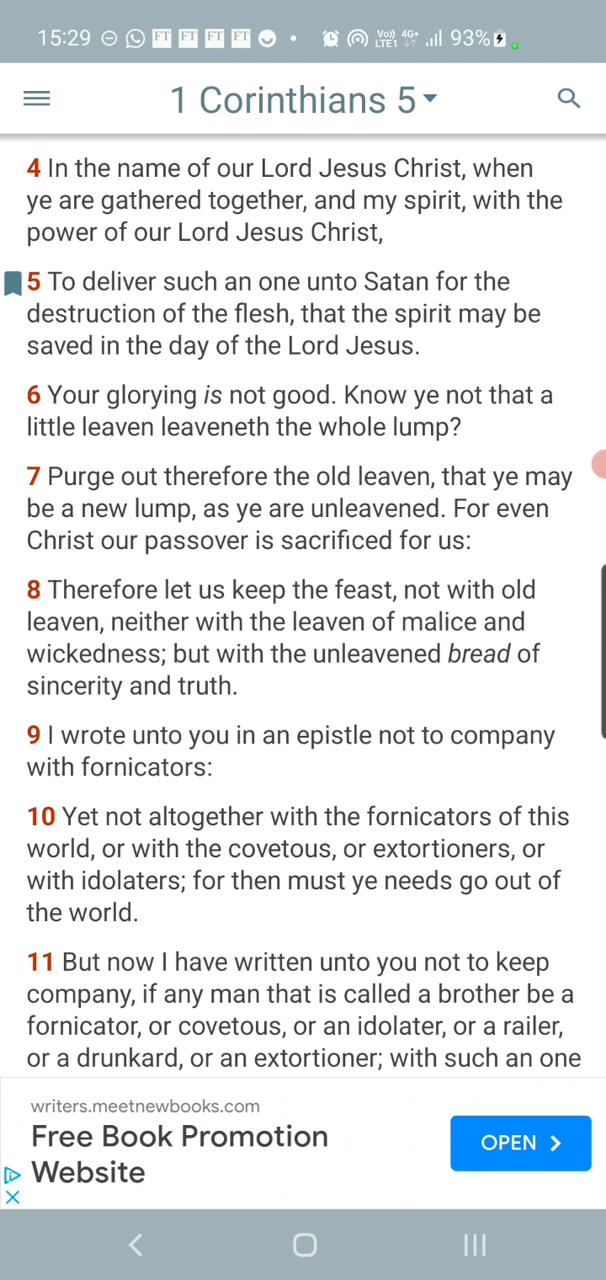 15:29 FT FT FT FT Vo)) LTE1 4G+ 93%
1 Corinthians 5
4 In the name of our Lord Jesus Christ, when
ye are gathered together, and my spirit, with the
power of our Lord Jesus Christ,
5 To deliver such an one unto Satan for the
destruction of the flesh, that the spirit may be
saved in the day of the Lord Jesus.
6 Your glorying is not good. Know ye not that a
little leaven leaveneth the whole lump?
7 Purge out therefore the old leaven, that ye may
be a new lump, as ye are unleavened. For even
Christ our passover is sacrificed for us:
8 Therefore let us keep the feast, not with old
leaven, neither with the leaven of malice and
wickedness; but with the unleavened bread of
sincerity and truth.
9 I wrote unto you in an epistle not to company
with fornicators:
10 Yet not altogether with the fornicators of this
world, or with the covetous, or extortioners, or
with idolaters; for then must ye needs go out of
the world.
11 But now I have written unto you not to keep
company, if any man that is called a brother be a
fornicator, or covetous, or an idolater, or a railer,
or a drunkard, or an extortioner; with such an one
writers.meetnewbooks.com
Free Book Promotion
Website
OPEN